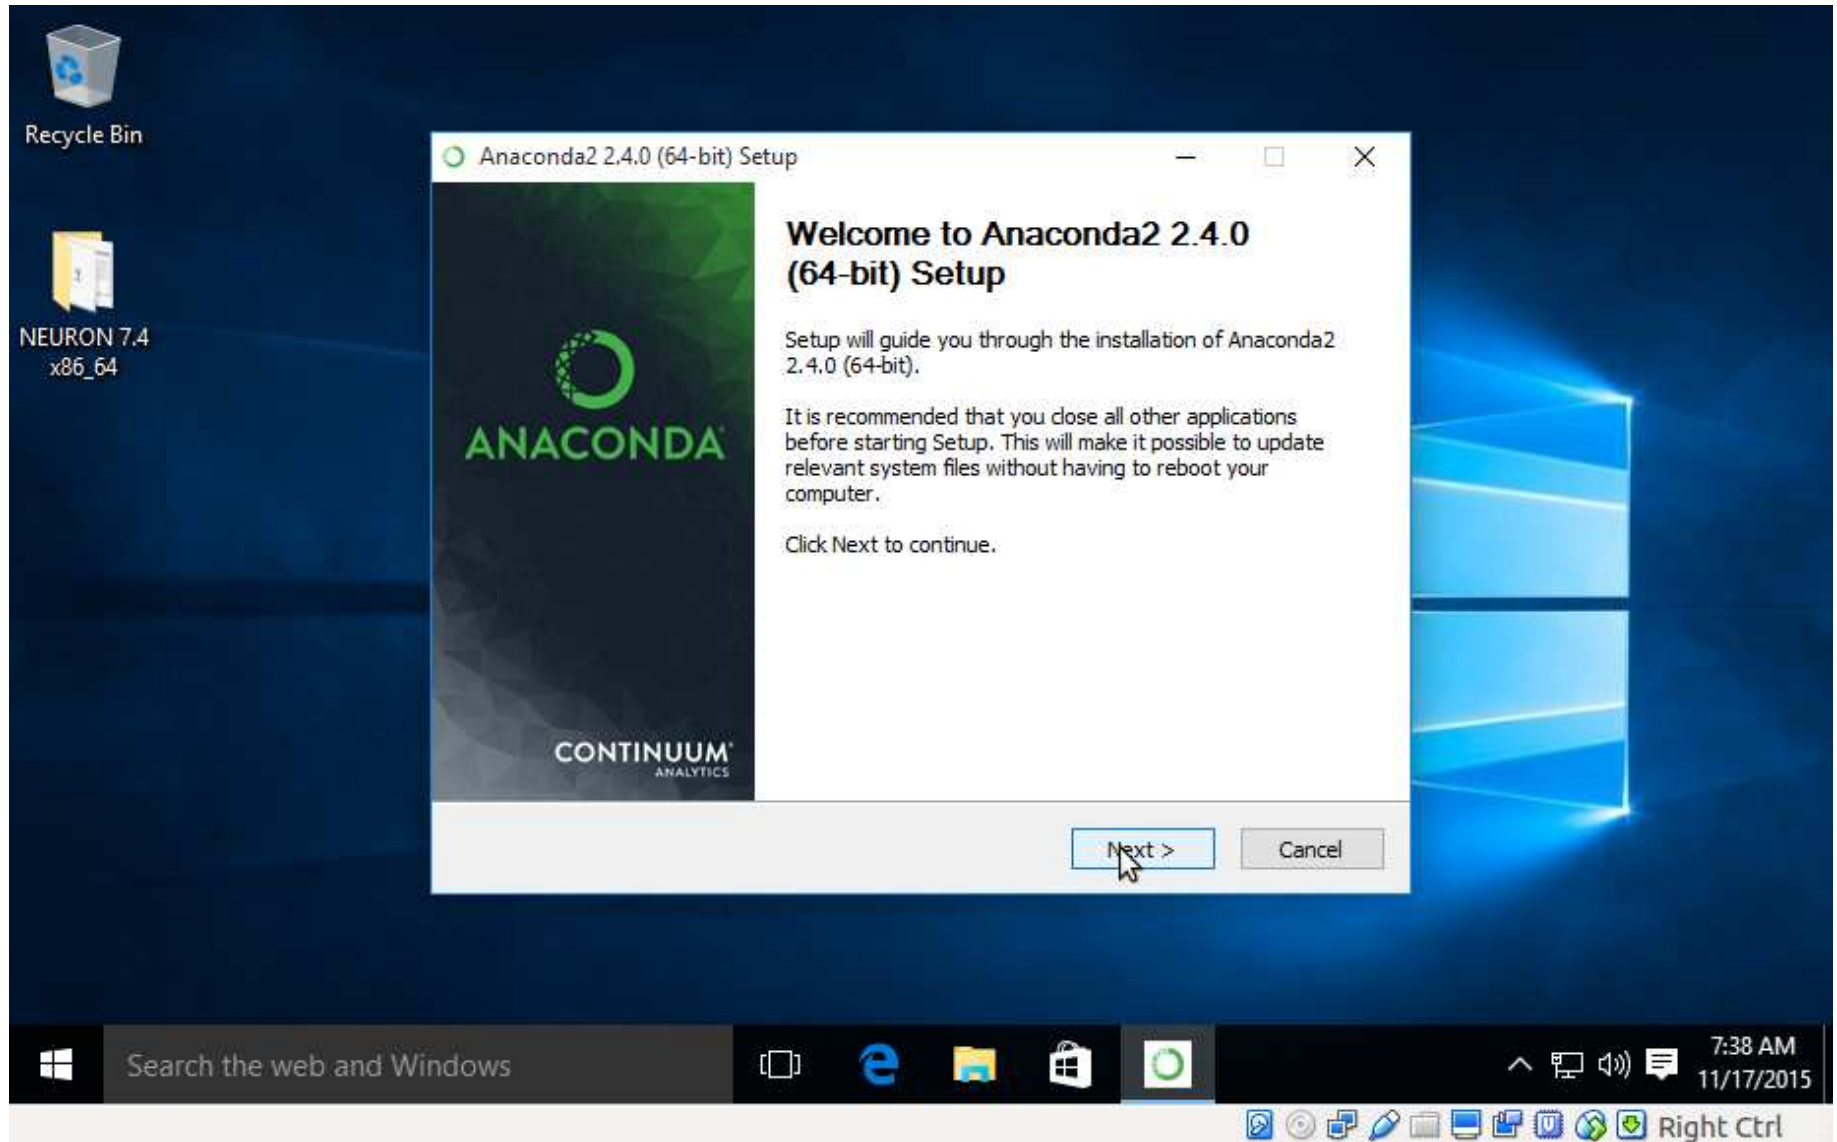 Recycle Bin
NEURON 7.4
x86_64
Anaconda2 2.4.0 (64-bit) Setup
ANACONDA
CONTINUUM
ANALYTICS
Welcome to Anaconda2 2.4.0
(64-bit) Setup
Setup will guide you through the installation of Anaconda2
2.4.0 (64-bit).
It is recommended that you close all other applications
before starting Setup. This will make it possible to update
relevant system files without having to reboot your
computer.
Click Next to continue.
Next >
Cancel
Search the web and Windows
7:38 AM
11/17/2015
Right Ctrl